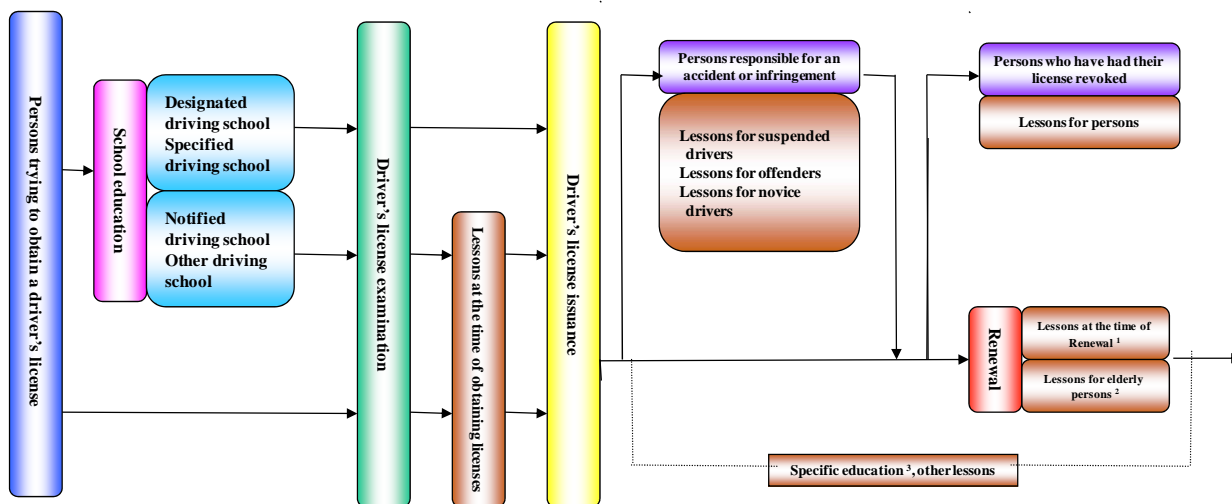 Persons trying to obtain a driver's license
School education
Designated
driving school
Specified
driving school
Notified
driving school
Other driving
school
Driver's license examination
Lessons at the time of obtaining licenses
Driver's license issuance
Persons responsible for an
accident or infringement
Lessons for suspended
drivers
Lessons for offenders
Lessons for novice
drivers
Persons who have had their
license revoked
Lessons for persons
Renewal
Lessons at the time of
Renewal 1
Lessons for elderly
persons 2
Specific education 3, other lessons